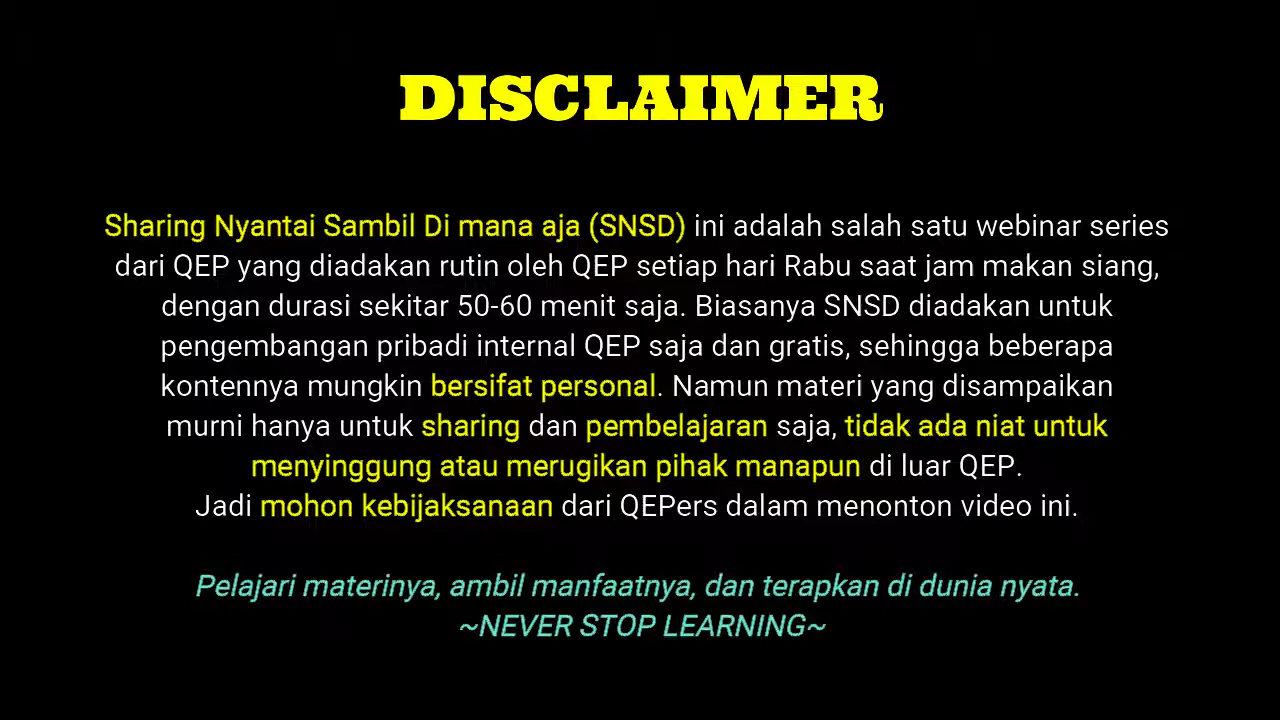 DISCLAIMER
Sharing Nyantai Sambil Di mana aja (SNSD) ini adalah salah satu webinar series
dari QEP yang diadakan rutin oleh QEP setiap hari Rabu saat jam makan siang,
dengan durasi sekitar 50-60 menit saja. Biasanya SNSD diadakan untuk
pengembangan pribadi internal QEP saja dan gratis, sehingga beberapa
kontennya mungkin bersifat personal. Namun materi yang disampaikan
murni hanya untuk sharing dan pembelajaran saja, tidak ada niat untuk
menyinggung atau merugikan pihak manapun di luar QEP.
Jadi mohon kebijaksanaan dari QEPers dalam menonton video ini.
Pelajari materinya, ambil manfaatnya, dan terapkan di dunia nyata.
~NEVER STOP LEARNING~